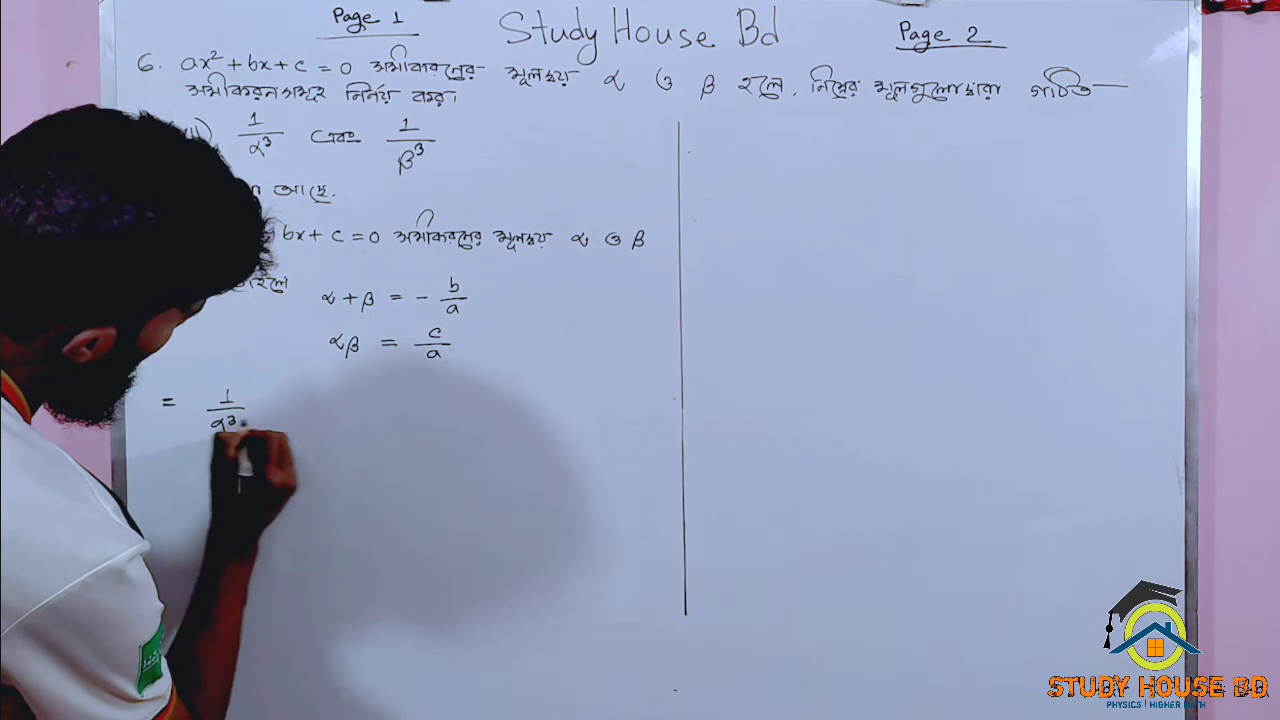 Page 1
Study House Bd
Page 2
6. ax² + bx + c = 0 সমীকরণের মূলদ্বয় α ও β হলে, নিম্নের মূলগুলো দ্বারা গঠিত
সমীকরনসমূহ নির্নয় কর।
1/α³ এবং 1/β³
আছে.
bx + c = 0 সমীকরণের মূলদ্বয় α ও β
α + β = - b/a
αβ = c/a
= 1/α³
STUDY HOUSE BD
PHYSICS | HIGHER MATH